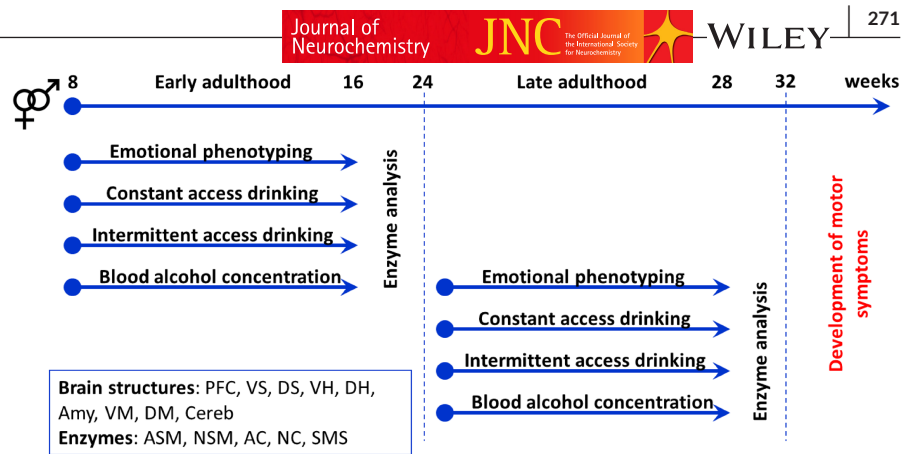 Journal of
Neurochemistry
JNC
The Official Journal of
the International Society
for Neurochemistry
WILEY
271
8 Early adulthood 16 24 Late adulthood 28 32 weeks
Emotional phenotyping
Constant access drinking
Intermittent access drinking
Blood alcohol concentration
Enzyme analysis
Emotional phenotyping
Constant access drinking
Intermittent access drinking
Blood alcohol concentration
Enzyme analysis
Development of motor
symptoms
Brain structures: PFC, VS, DS, VH, DH,
Amy, VM, DM, Cereb
Enzymes: ASM, NSM, AC, NC, SMS